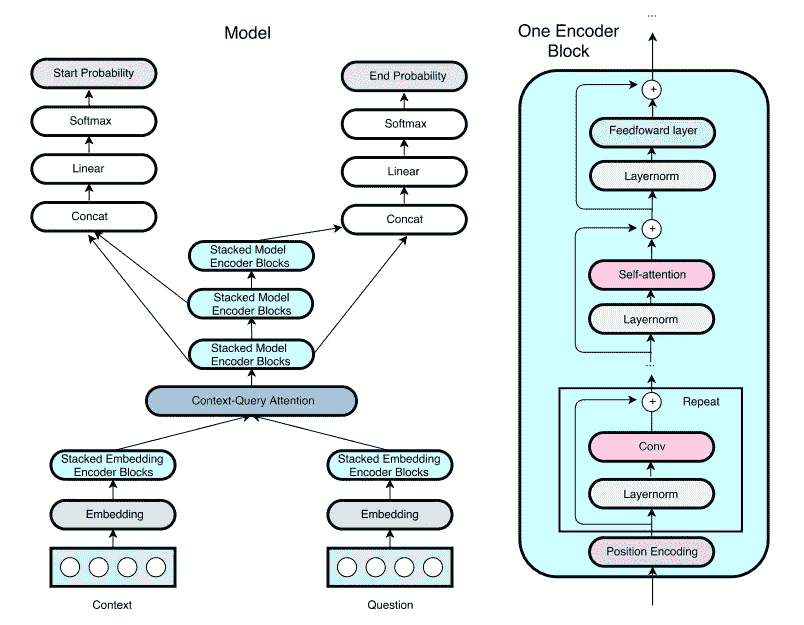 Model
Start Probability
Softmax
Linear
Concat
End Probability
Softmax
Linear
Concat
Stacked Model
Encoder Blocks
Stacked Model
Encoder Blocks
Stacked Model
Encoder Blocks
Context-Query Attention
Stacked Embedding
Encoder Blocks
Stacked Embedding
Encoder Blocks
Embedding
Embedding
Context
Question
One Encoder
Block
...
+
Feedfoward layer
Layernorm
+
Self-attention
Layernorm
...
+
Repeat
Conv
Layernorm
Position Encoding